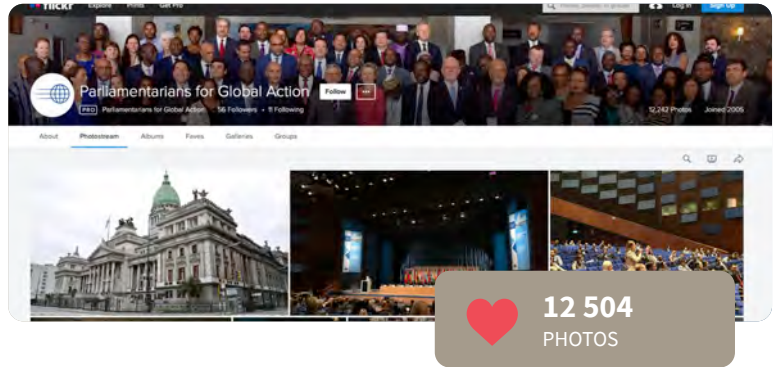 flickr Explore Prints Get Pro Log In Sign Up
Parliamentarians for Global Action Follow
PRO Parliamentarians for Global Action 56 Followers • 11 Following 12,242 Photos Joined 2005
About Photostream Albums Faves Galleries Groups
12 504
PHOTOS